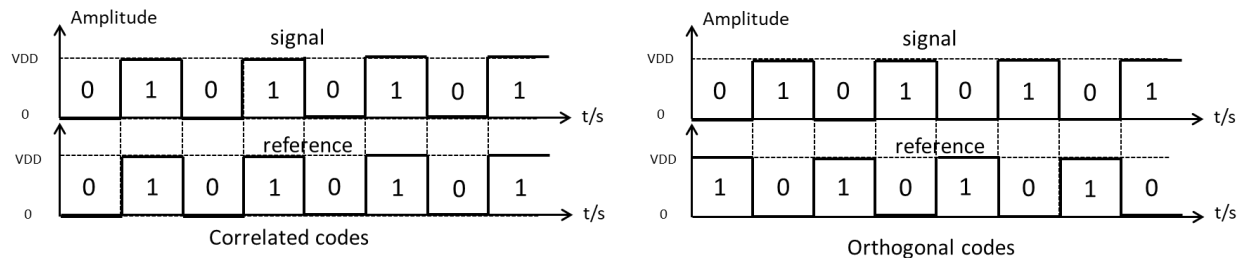 Amplitude
signal
VDD
0 1 0 1 0 1 0 1
0
t/s
reference
VDD
0 1 0 1 0 1 0 1
0
t/s
Correlated codes
Amplitude
signal
VDD
0 1 0 1 0 1 0 1
0
t/s
reference
VDD
1 0 1 0 1 0 1 0
0
t/s
Orthogonal codes